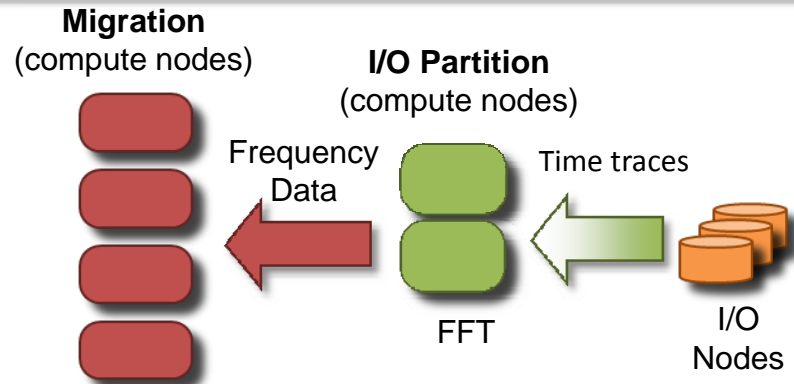 Migration
(compute nodes)
I/O Partition
(compute nodes)
Frequency
Data
Time traces
FFT
I/O
Nodes